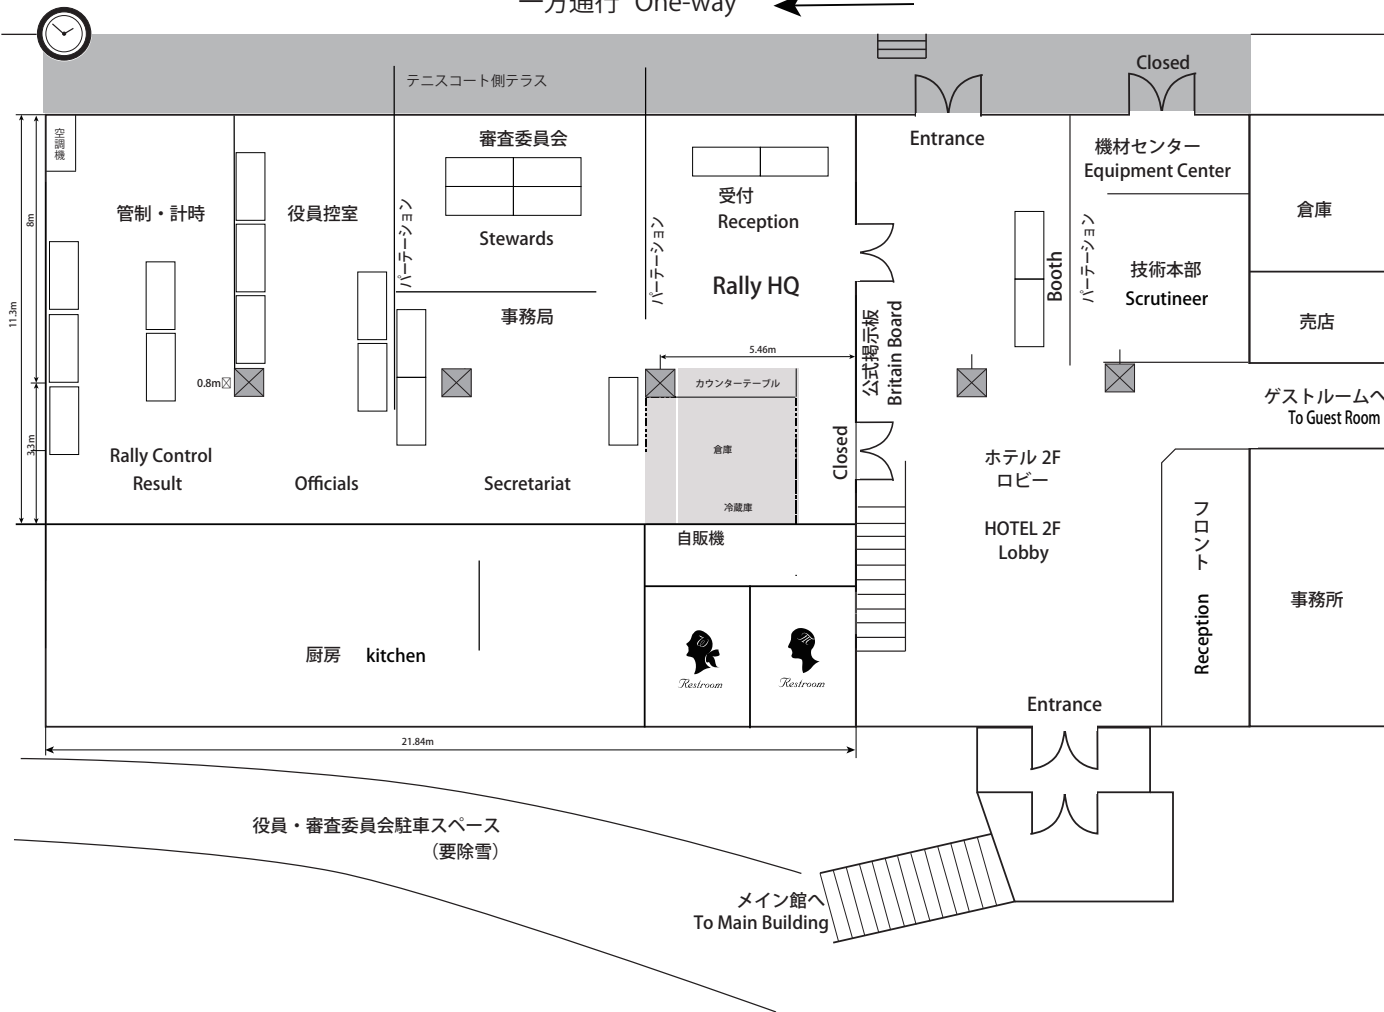 一方通行 One-way
Closed
テニスコート側テラス
空調機
審査委員会
Entrance
機材センター
Equipment Center
管制・計時
役員控室
パーテーション
Stewards
受付
Reception
パーテーション
Rally HQ
Booth
パーテーション
技術本部
Scrutineer
倉庫
8m
11.3m
事務局
公式掲示板
Britain Board
売店
5.46m
0.8m
カウンターテーブル
ゲストルームへ
To Guest Room
3.3m
Rally Control
Result
Officials
Secretariat
倉庫
冷蔵庫
Closed
ホテル 2F
ロビー
HOTEL 2F
Lobby
フロント
Reception
自販機
事務所
厨房 kitchen
W
Restroom
M
Restroom
Entrance
21.84m
役員・審査委員会駐車スペース
(要除雪)
メイン館へ
To Main Building